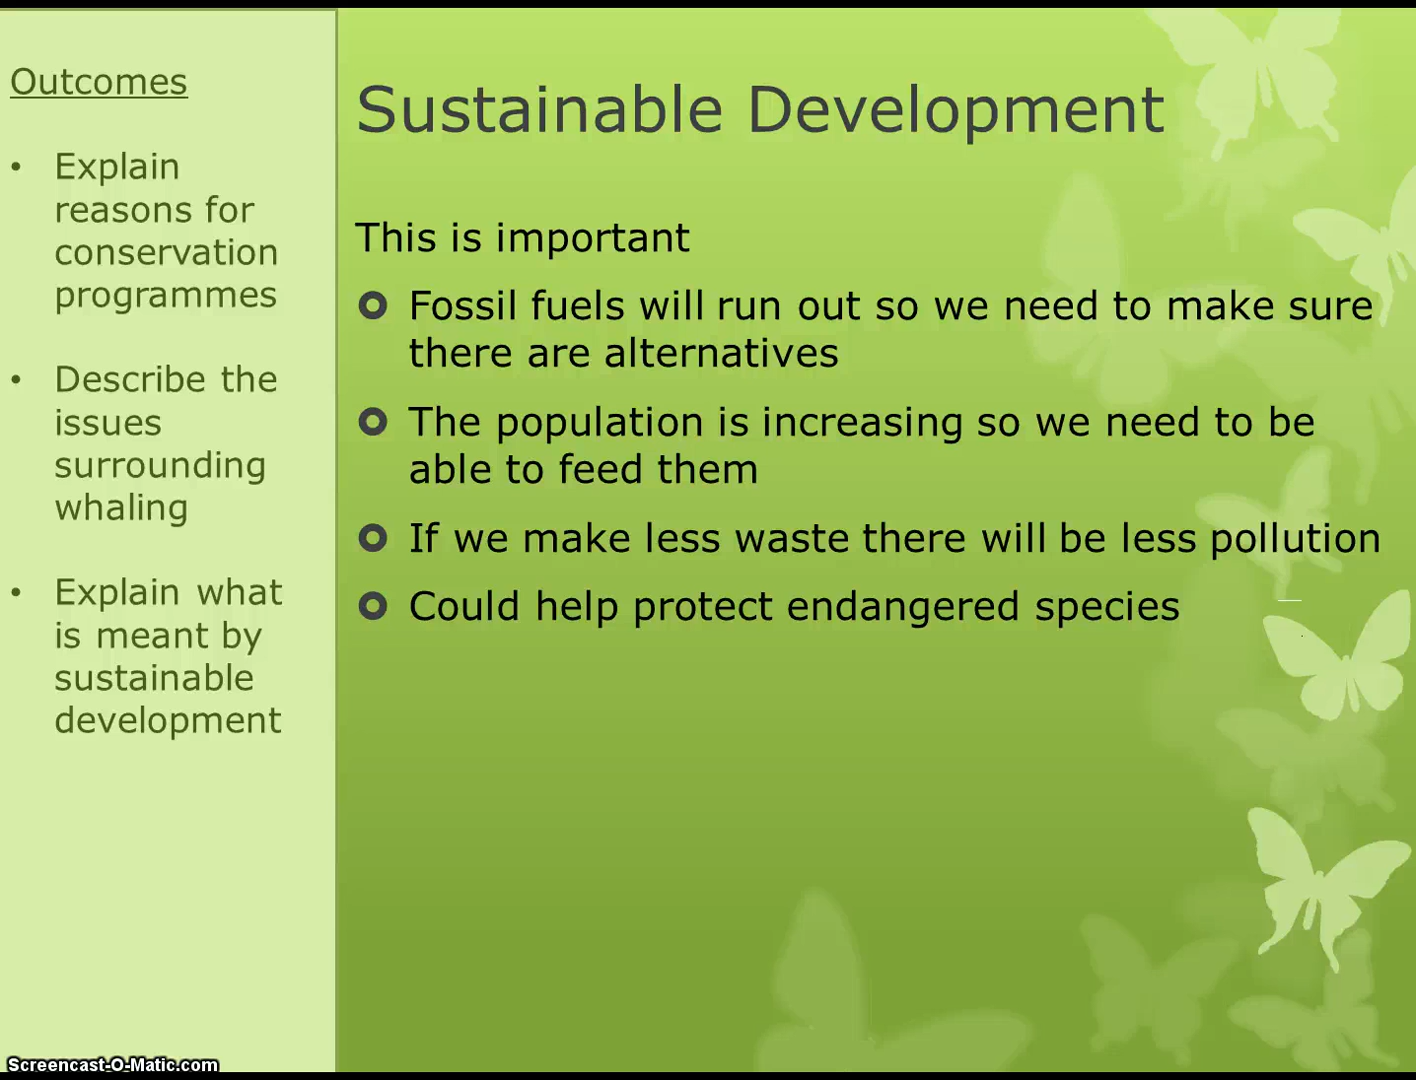 Outcomes
• Explain
reasons for
conservation
programmes
• Describe the
issues
surrounding
whaling
• Explain what
is meant by
sustainable
development
Sustainable Development
This is important
Fossil fuels will run out so we need to make sure
there are alternatives
The population is increasing so we need to be
able to feed them
If we make less waste there will be less pollution
Could help protect endangered species
Screencast-O-Matic.com